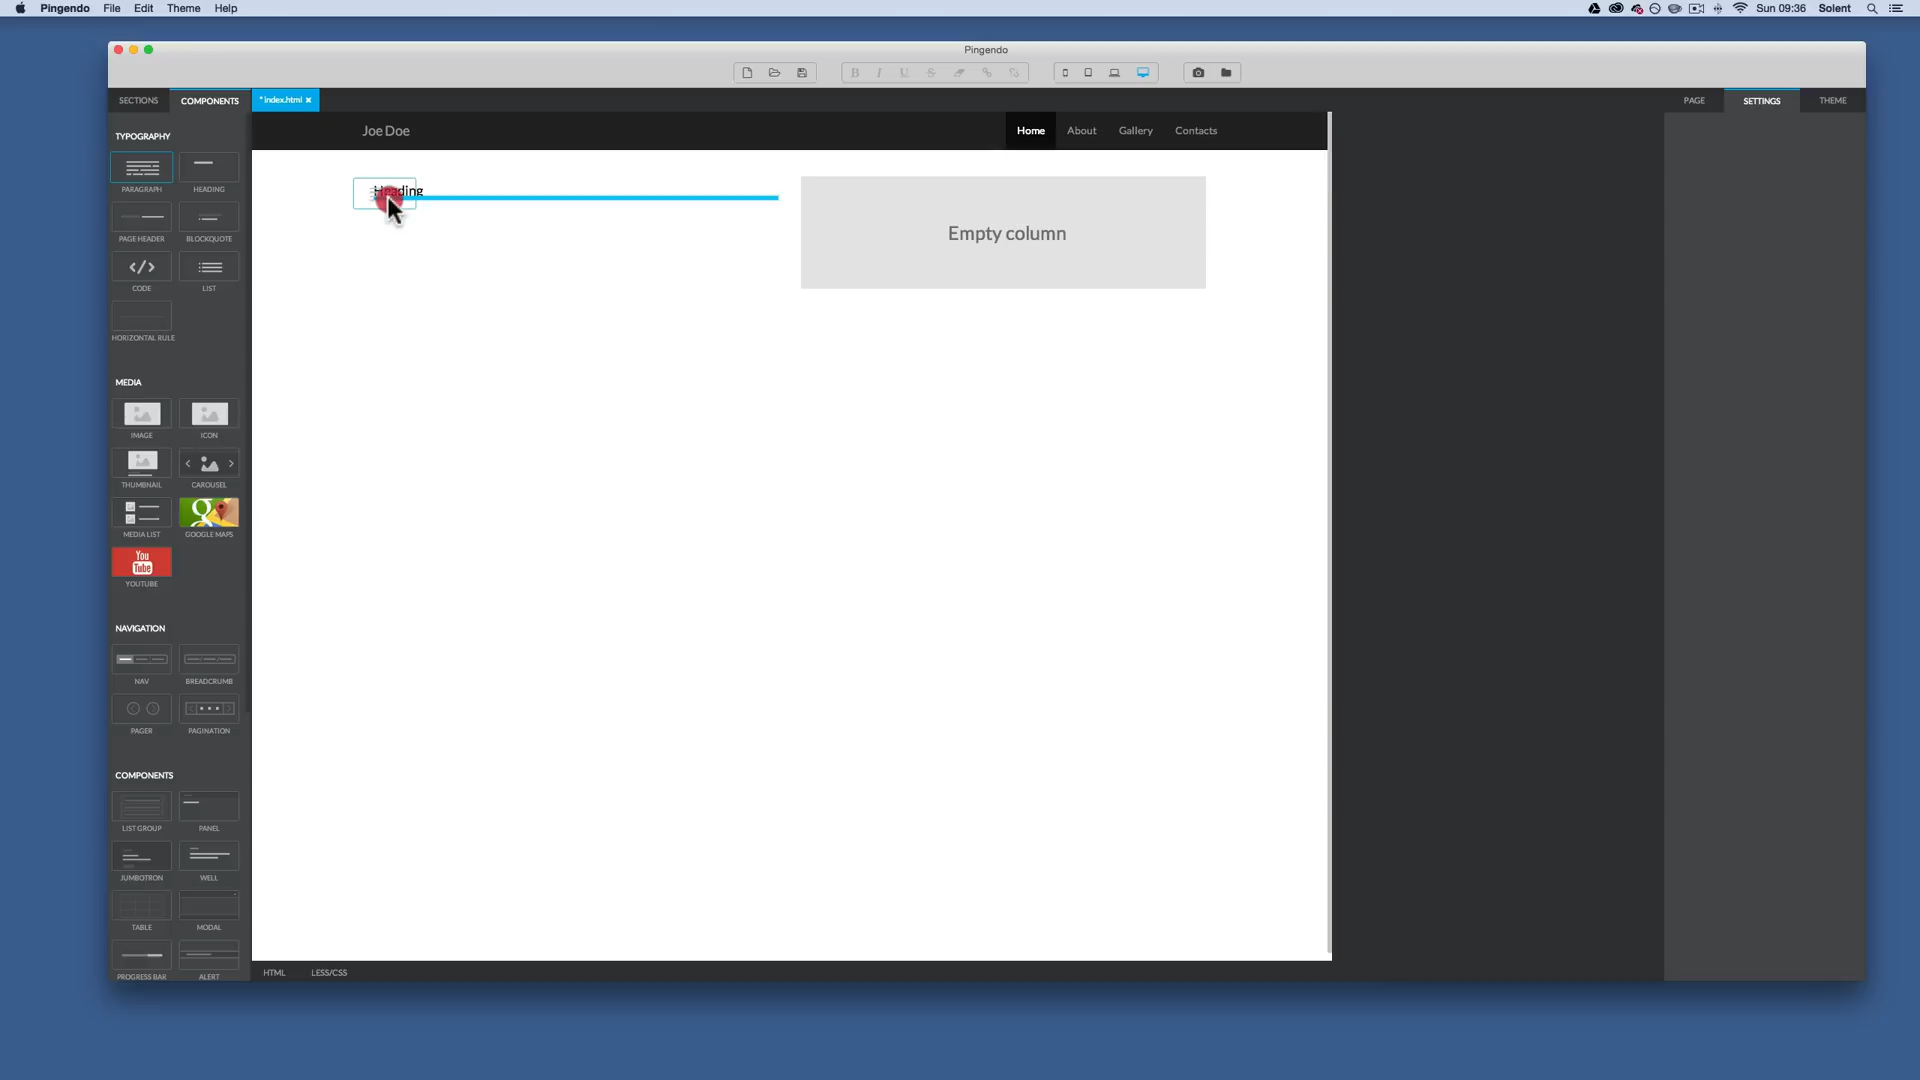 Pingendo File Edit Theme Help
Sun 09:36 Solent
Pingendo
B I U S
SECTIONS COMPONENTS
*index.html ×
PAGE SETTINGS THEME
TYPOGRAPHY
PARAGRAPH HEADING
PAGE HEADER BLOCKQUOTE
</>
CODE LIST
HORIZONTAL RULE
MEDIA
IMAGE ICON
THUMBNAIL CAROUSEL
g
MEDIA LIST GOOGLE MAPS
You
Tube
YOUTUBE
NAVIGATION
NAV BREADCRUMB
PAGER PAGINATION
COMPONENTS
LIST GROUP PANEL
JUMBOTRON WELL
TABLE MODAL
PROGRESS BAR ALERT
Joe Doe
Home About Gallery Contacts
Heading
Empty column
HTML LESS/CSS